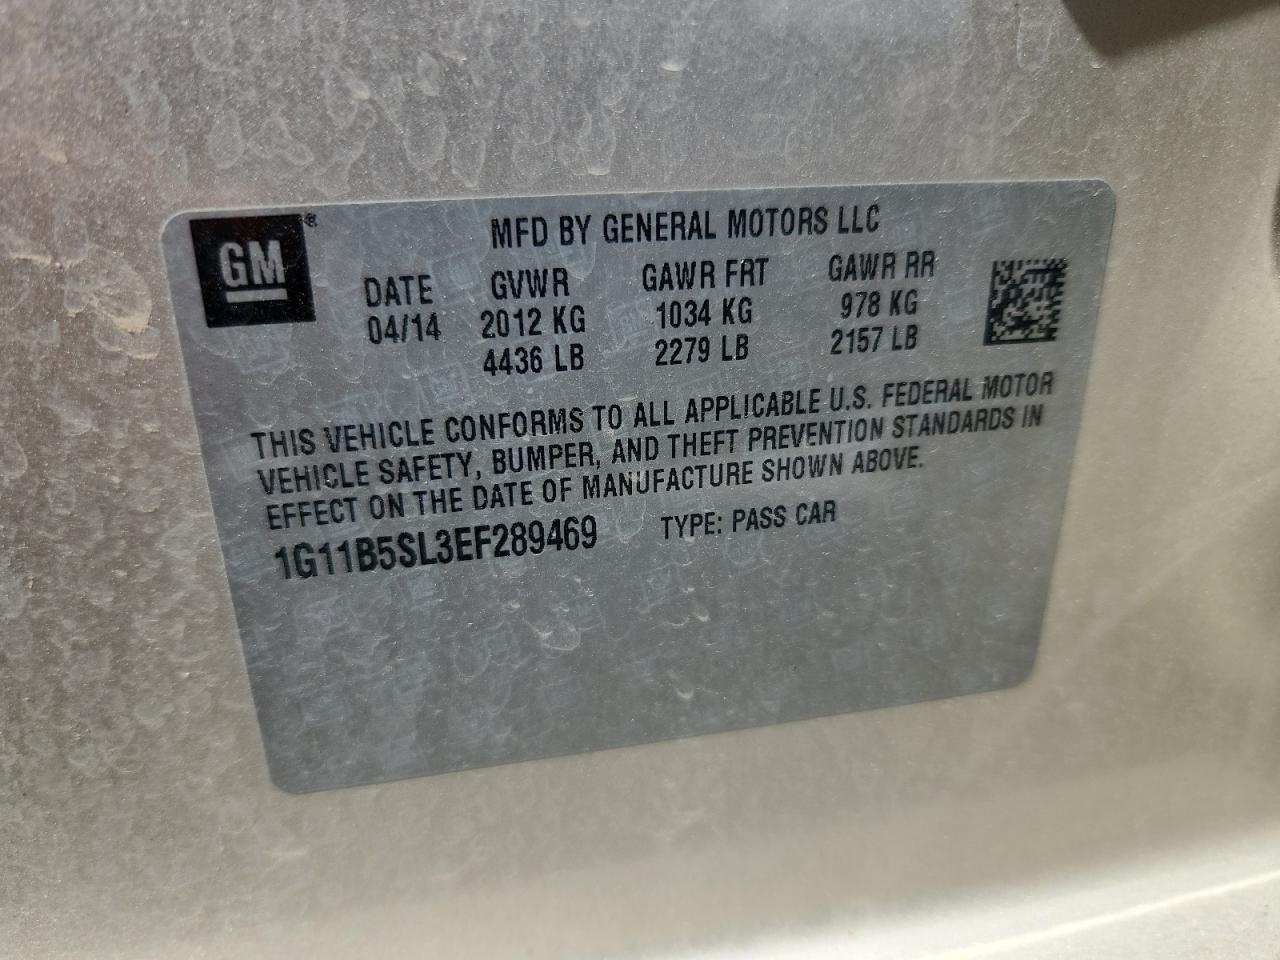 GM®
MFD BY GENERAL MOTORS LLC
DATE GVWR GAWR FRT GAWR RR
04/14 2012 KG 1034 KG 978 KG
4436 LB 2279 LB 2157 LB
THIS VEHICLE CONFORMS TO ALL APPLICABLE U.S. FEDERAL MOTOR
VEHICLE SAFETY, BUMPER, AND THEFT PREVENTION STANDARDS IN
EFFECT ON THE DATE OF MANUFACTURE SHOWN ABOVE.
1G11B5SL3EF289469 TYPE: PASS CAR